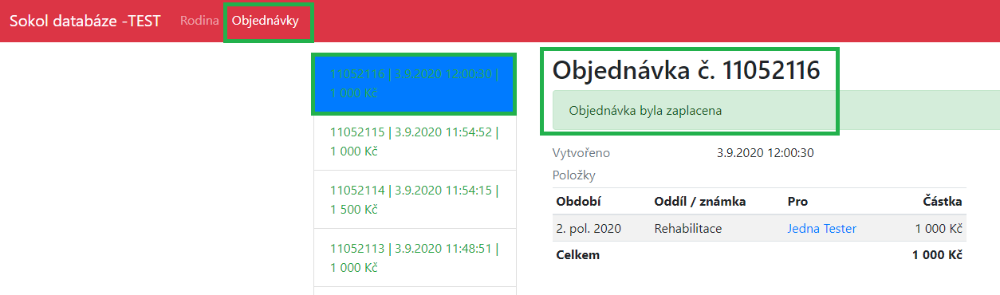 Sokol databáze -TEST Rodina Objednávky
11052116 | 3.9.2020 12:00:30 |
1 000 Kč
11052115 | 3.9.2020 11:54:52 |
1 000 Kč
11052114 | 3.9.2020 11:54:15 |
1 500 Kč
11052113 | 3.9.2020 11:48:51 |
1 000 Kč
Objednávka č. 11052116
Objednávka byla zaplacena
Vytvořeno 3.9.2020 12:00:30
Položky
Období Oddíl / známka Pro Částka
2. pol. 2020 Rehabilitace Jedna Tester 1 000 Kč
Celkem 1 000 Kč